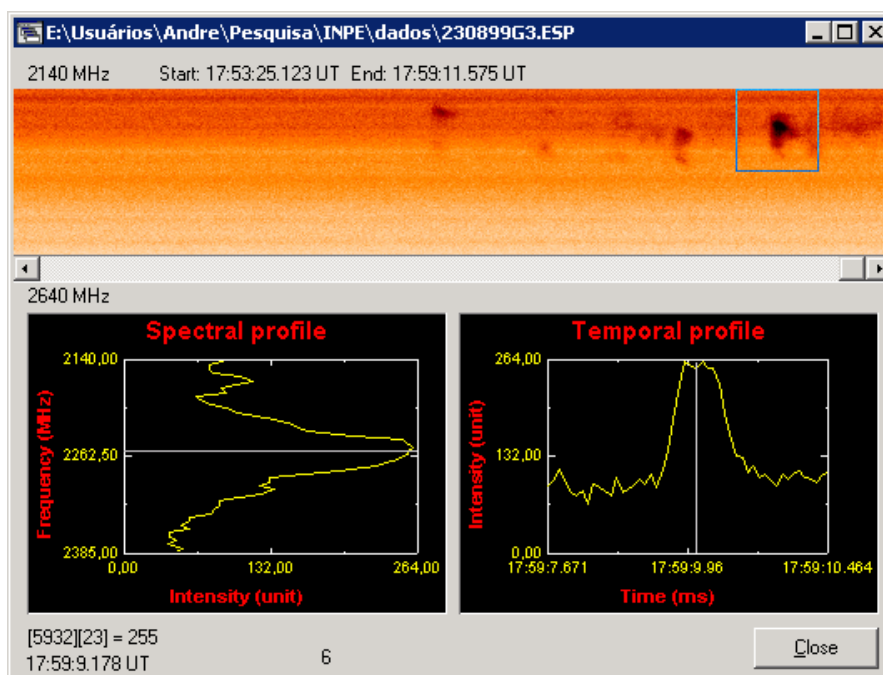 E:\Usuários\Andre\Pesquisa\INPE\dados\230899G3.ESP
2140 MHz Start: 17:53:25.123 UT End: 17:59:11.575 UT
2640 MHz
Spectral profile
Frequency (MHz)
2140,00
2262,50
2385,00
0,00 132,00 264,00
Intensity (unit)
Temporal profile
Intensity (unit)
264,00
132,00
0,00
17:59:7.671 17:59:9.96 17:59:10.464
Time (ms)
[5932][23] = 255
17:59:9.178 UT
6
Close